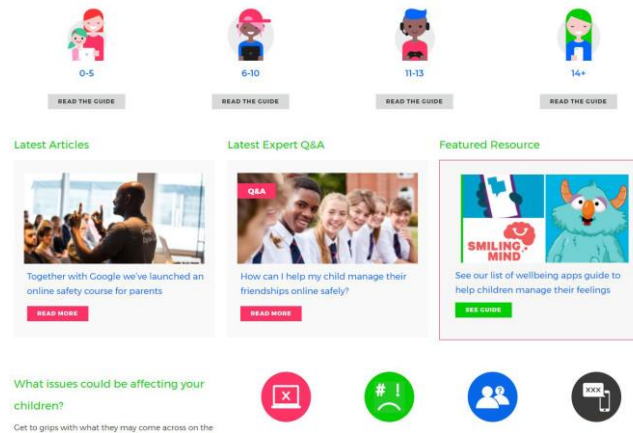 0-5
6-10
11-13
14+
READ THE GUIDE
READ THE GUIDE
READ THE GUIDE
READ THE GUIDE
Latest Articles
Together with Google we've launched an
online safety course for parents
READ MORE
Latest Expert Q&A
Q&A
How can I help my child manage their
friendships online safely?
READ MORE
Featured Resource
SMILING
MIND
See our list of wellbeing apps guide to
help children manage their feelings
SEE GUIDE
What issues could be affecting your
children?
Get to grips with what they may come across on the
X
# !
?
XXX